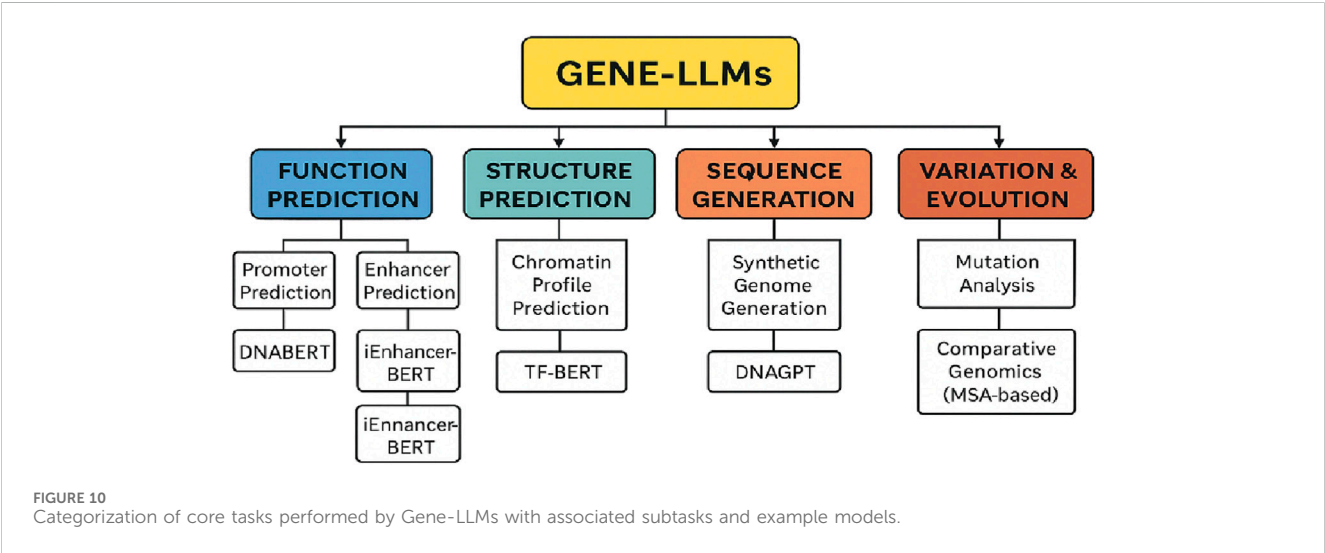 GENE-LLMs
FUNCTION
PREDICTION
STRUCTURE
PREDICTION
SEQUENCE
GENERATION
VARIATION &
EVOLUTION
Promoter
Prediction
Enhancer
Prediction
Chromatin
Profile
Prediction
Synthetic
Genome
Generation
Mutation
Analysis
DNABERT
iEnhancer-
BERT
iEnnancer-
BERT
TF-BERT
DNAGPT
Comparative
Genomics
(MSA-based)
FIGURE 10
Categorization of core tasks performed by Gene-LLMs with associated subtasks and example models.